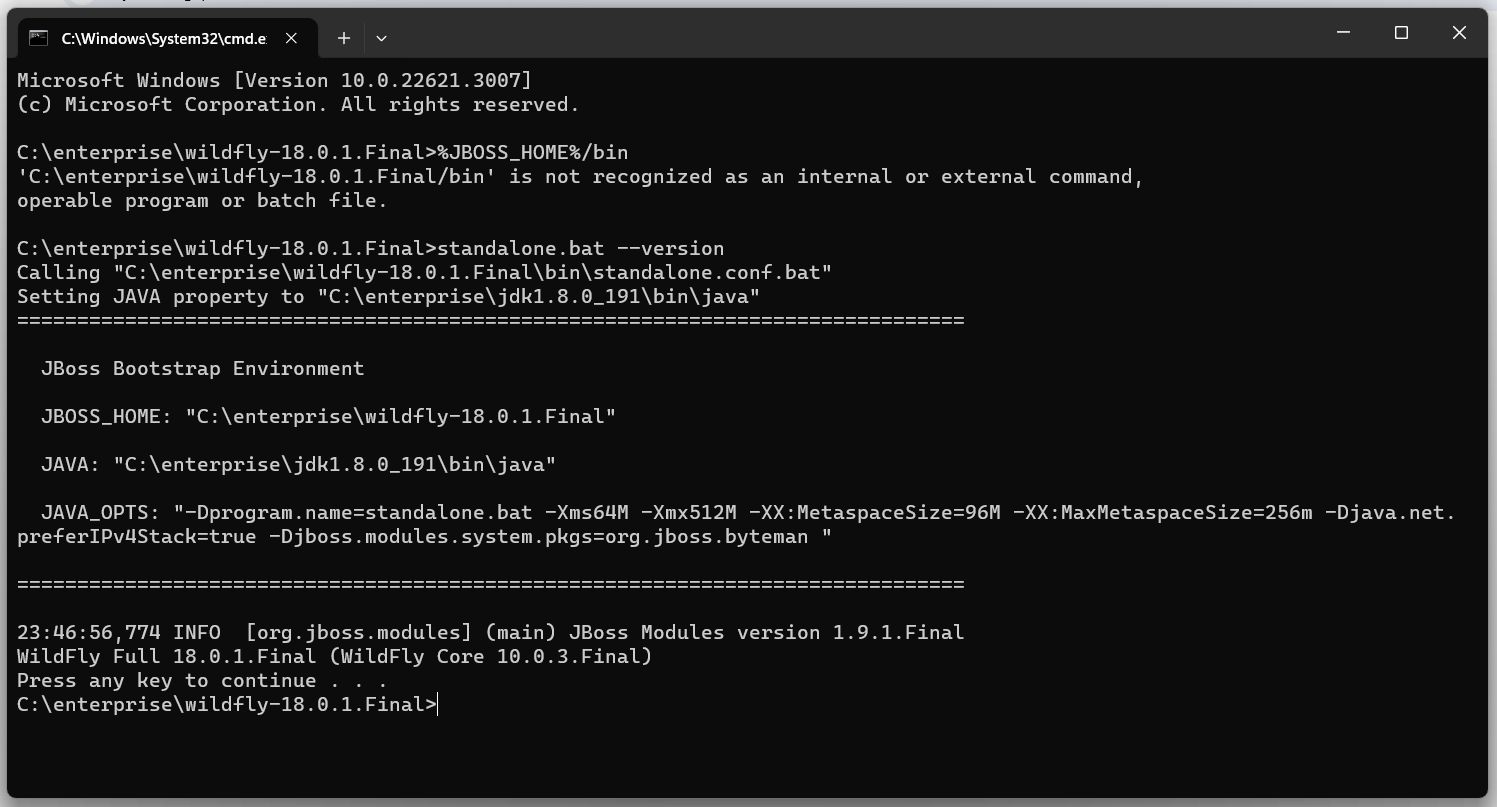 C:\Windows\System32\cmd.e
Microsoft Windows [Version 10.0.22621.3007]
(c) Microsoft Corporation. All rights reserved.
C:\enterprise\wildfly-18.0.1.Final>%JBOSS_HOME%/bin
'C:\enterprise\wildfly-18.0.1.Final/bin' is not recognized as an internal or external command,
operable program or batch file.
C:\enterprise\wildfly-18.0.1.Final>standalone.bat --version
Calling "C:\enterprise\wildfly-18.0.1.Final\bin\standalone.conf.bat"
Setting JAVA property to "C:\enterprise\jdk1.8.0_191\bin\java"
===============================================================================
JBoss Bootstrap Environment
JBOSS_HOME: "C:\enterprise\wildfly-18.0.1.Final"
JAVA: "C:\enterprise\jdk1.8.0_191\bin\java"
JAVA_OPTS: "-Dprogram.name=standalone.bat -Xms64M -Xmx512M -XX:MetaspaceSize=96M -XX:MaxMetaspaceSize=256m -Djava.net.
preferIPv4Stack=true -Djboss.modules.system.pkgs=org.jboss.byteman "
===============================================================================
23:46:56,774 INFO  [org.jboss.modules] (main) JBoss Modules version 1.9.1.Final
WildFly Full 18.0.1.Final (WildFly Core 10.0.3.Final)
Press any key to continue . . .
C:\enterprise\wildfly-18.0.1.Final>